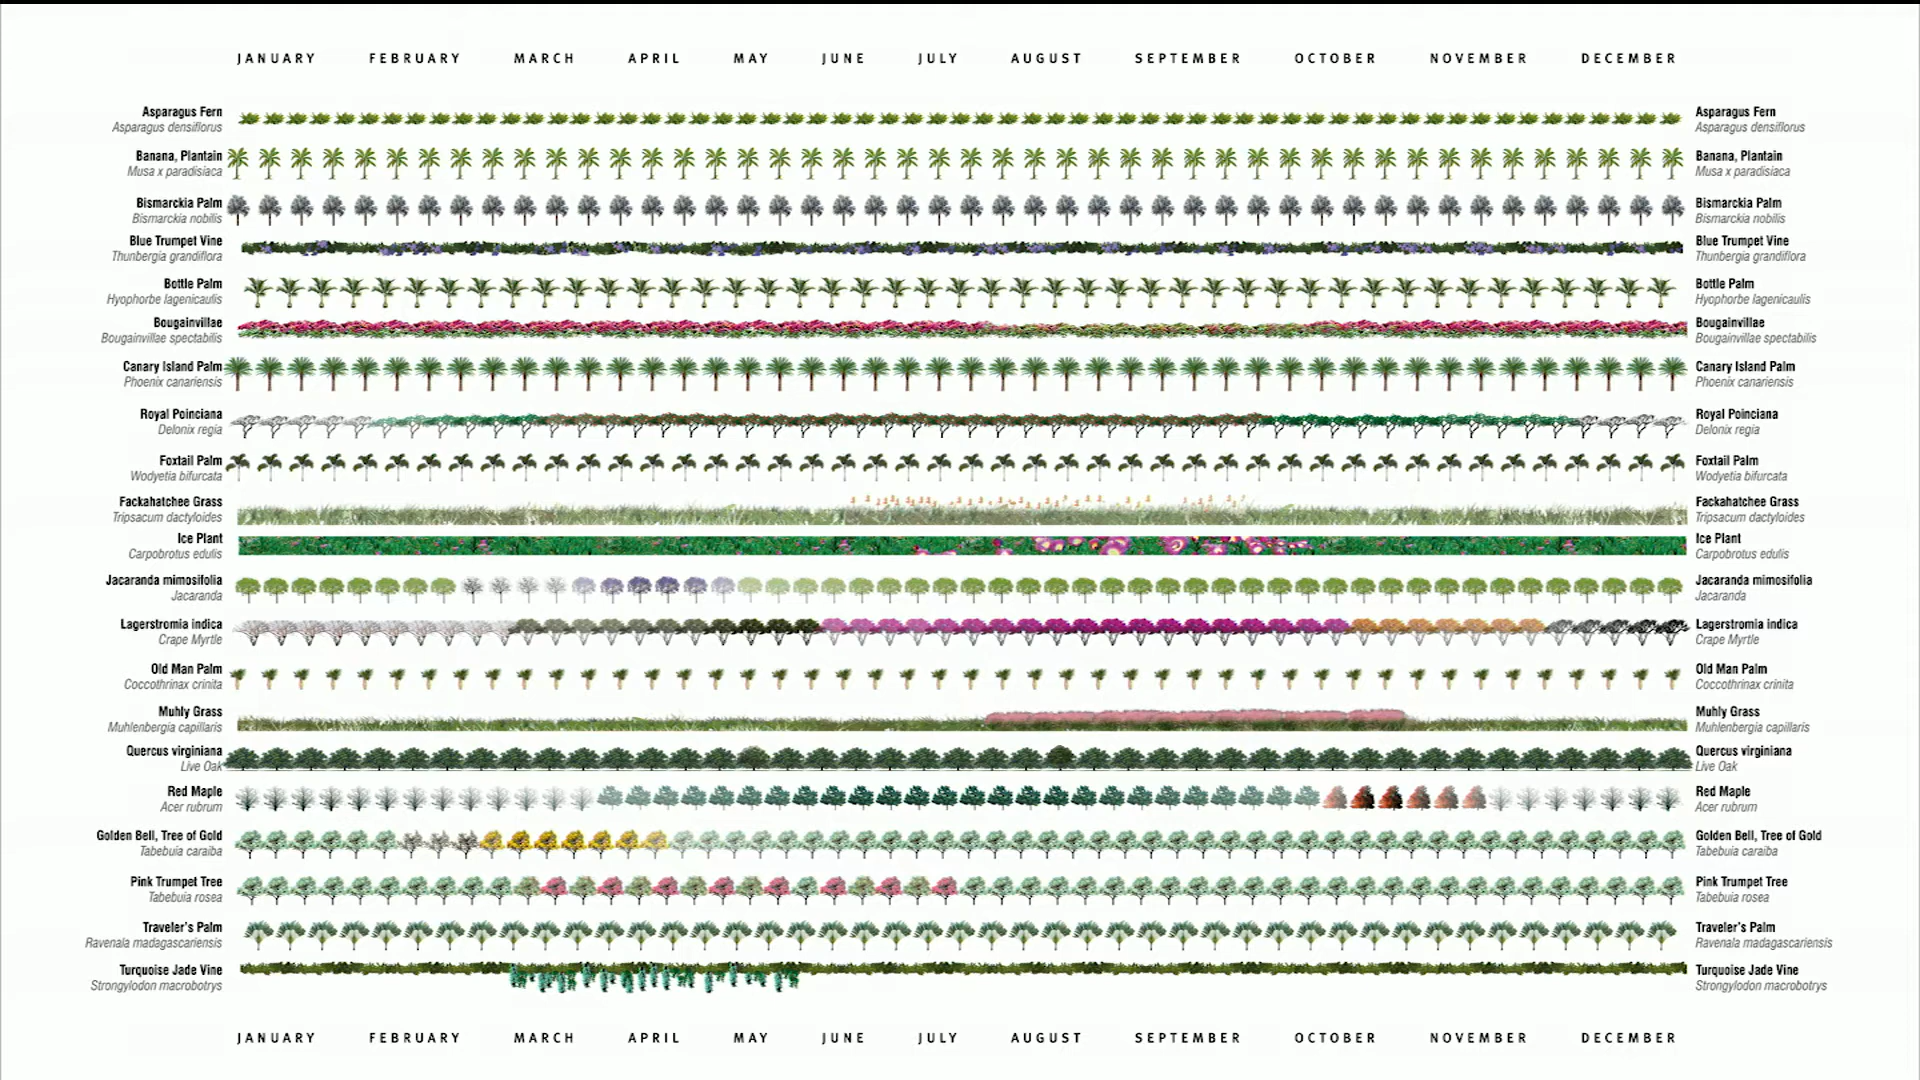 JANUARY FEBRUARY MARCH APRIL MAY JUNE JULY AUGUST SEPTEMBER OCTOBER NOVEMBER DECEMBER
Asparagus Fern Asparagus Fern
Asparagus densiflorus Asparagus densiflorus
Banana, Plantain Banana, Plantain
Musa x paradisiaca Musa x paradisiaca
Bismarckia Palm Bismarckia Palm
Bismarckia nobilis Bismarckia nobilis
Blue Trumpet Vine Blue Trumpet Vine
Thunbergia grandiflora Thunbergia grandiflora
Bottle Palm Bottle Palm
Hyophorbe lagenicaulis Hyophorbe lagenicaulis
Bougainvillae Bougainvillae
Bougainvillae spectabilis Bougainvillae spectabilis
Canary Island Palm Canary Island Palm
Phoenix canariensis Phoenix canariensis
Royal Poinciana Royal Poinciana
Delonix regia Delonix regia
Foxtail Palm Foxtail Palm
Wodyetia bifurcata Wodyetia bifurcata
Fackahatchee Grass Fackahatchee Grass
Tripsacum dactyloides Tripsacum dactyloides
Ice Plant Ice Plant
Carpobrotus edulis Carpobrotus edulis
Jacaranda mimosifolia Jacaranda mimosifolia
Jacaranda Jacaranda
Lagerstromia indica Lagerstromia indica
Crape Myrtle Crape Myrtle
Old Man Palm Old Man Palm
Coccothrinax crinita Coccothrinax crinita
Muhly Grass Muhly Grass
Muhlenbergia capillaris Muhlenbergia capillaris
Quercus virginiana Quercus virginiana
Live Oak Live Oak
Red Maple Red Maple
Acer rubrum Acer rubrum
Golden Bell, Tree of Gold Golden Bell, Tree of Gold
Tabebuia caraiba Tabebuia caraiba
Pink Trumpet Tree Pink Trumpet Tree
Tabebuia rosea Tabebuia rosea
Traveler's Palm Traveler's Palm
Ravenala madagascariensis Ravenala madagascariensis
Turquoise Jade Vine Turquoise Jade Vine
Strongylodon macrobotrys Strongylodon macrobotrys
JANUARY FEBRUARY MARCH APRIL MAY JUNE JULY AUGUST SEPTEMBER OCTOBER NOVEMBER DECEMBER